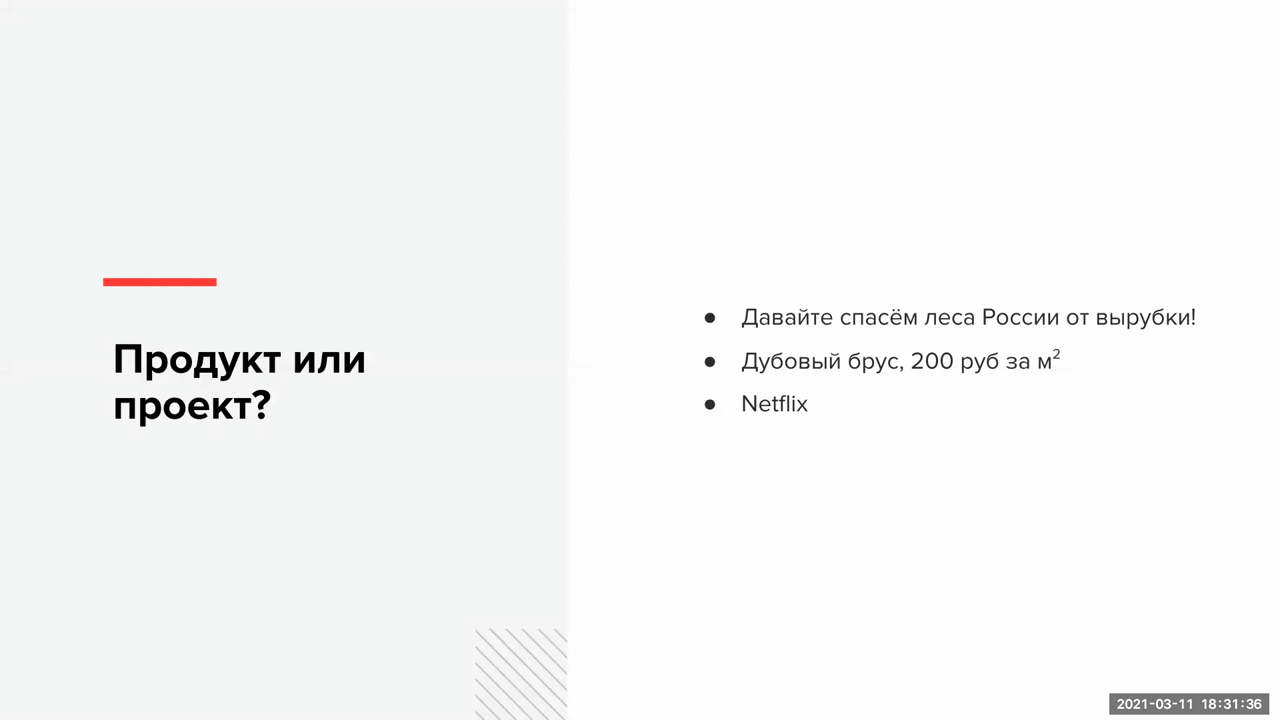 Продукт или
проект?
● Давайте спасём леса России от вырубки!
● Дубовый брус, 200 руб за м²
● Netflix
2021-03-11 18:31:36